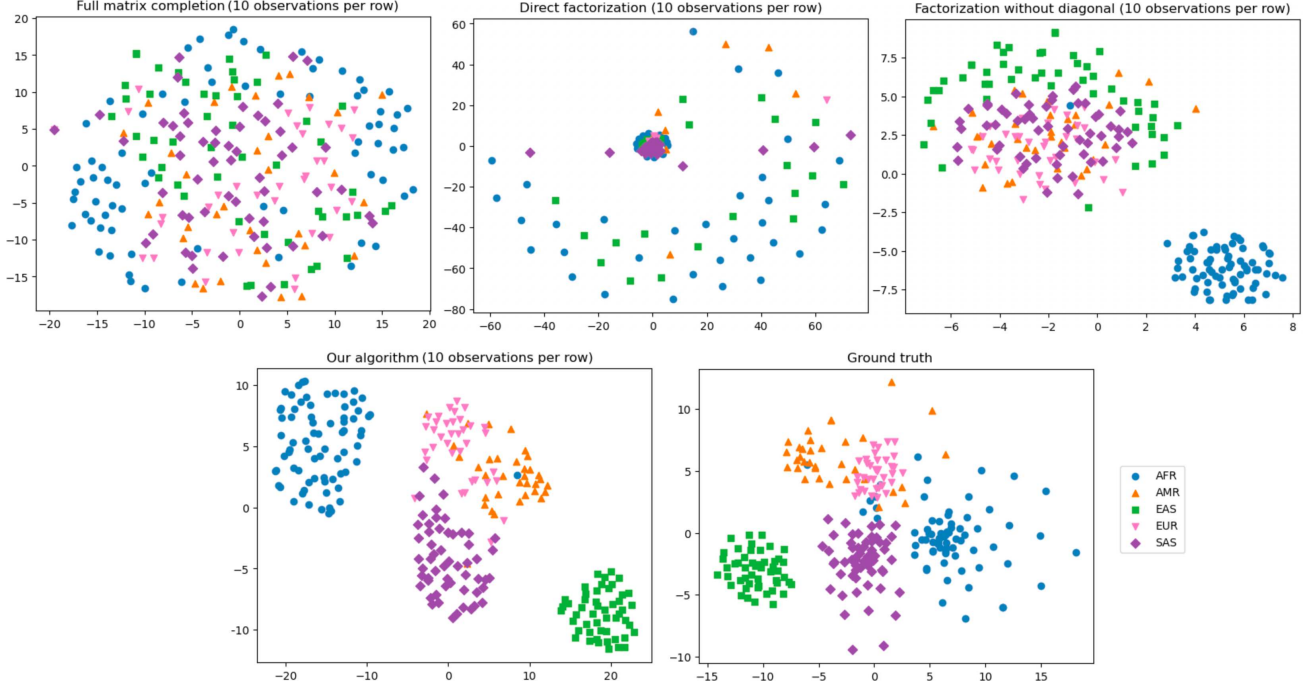 Full matrix completion (10 observations per row)
20
15
10
5
0
−5
−10
−15
−20 −15 −10 −5 0 5 10 15 20
Direct factorization (10 observations per row)
60
40
20
0
−20
−40
−60
−80
−60 −40 −20 0 20 40 60
Factorization without diagonal (10 observations per row)
7.5
5.0
2.5
0.0
−2.5
−5.0
−7.5
−6 −4 −2 0 2 4 6 8
Our algorithm (10 observations per row)
10
5
0
−5
−10
−20 −10 0 10 20
Ground truth
10
5
0
−5
−10
−15 −10 −5 0 5 10 15
AFR
AMR
EAS
EUR
SAS